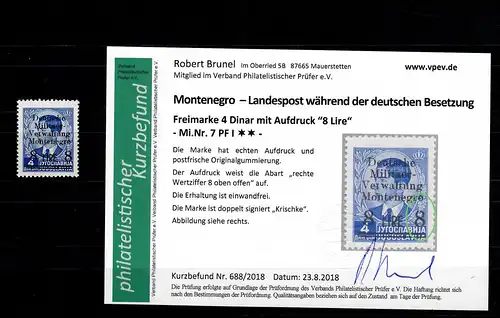 Robert Brunel Im Oberried 5B 87665 Mauerstetten www.vpev.de
Mitglied im Verband Philatelistischer Prüfer e.V.
Montenegro – Landespost während der deutschen Besetzung
Freimarke 4 Dinar mit Aufdruck "8 Lire"
- Mi.Nr. 7 PF I ✶✶ -
Die Marke hat echten Aufdruck und
postfrische Originalgummierung.
Der Aufdruck weist die Abart „rechte
Wertziffer 8 oben offen“ auf.
Die Erhaltung ist einwandfrei.
Die Marke ist doppelt signiert „Krischke“.
Abbildung siehe rechts.
Kurzbefund Nr. 688/2018 Datum: 23.8.2018
Die Prüfung erfolgte auf Grundlage der Prüfordnung des Verbands Philatelistischer Prüfer e.V. Die Haftung richtet sich
nach den Bestimmungen der Prüfordnung. Qualitätsangaben beziehen sich auf den Zustand am Tage der Prüfung.
philatelistischer
Kurzbefund
Verband
Philatelistischer
Prüfer e.V.
Deutsche
Militaer-
Verwaltung
Montenegro
8 Lire 8
4 JUGOSLAVIJA
Deutsche
Militaer-
Verwaltung
Montenegro
8 8
4 JUGOSLAVIJA